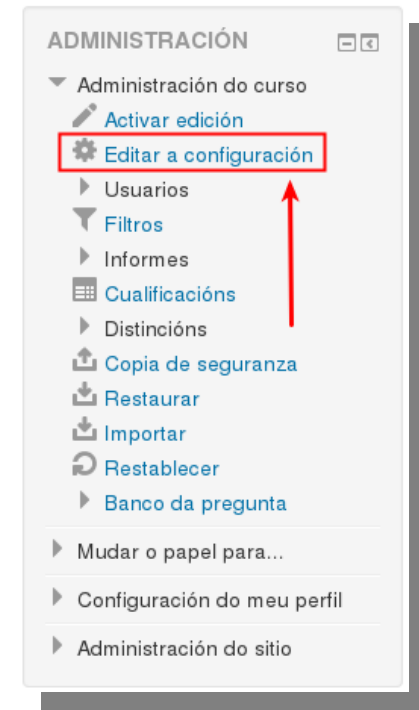 ADMINISTRACIÓN
Administración do curso
Activar edición
Editar a configuración
Usuarios
Filtros
Informes
Cualificacións
Distincións
Copia de seguranza
Restaurar
Importar
Restablecer
Banco da pregunta
Mudar o papel para...
Configuración do meu perfil
Administración do sitio